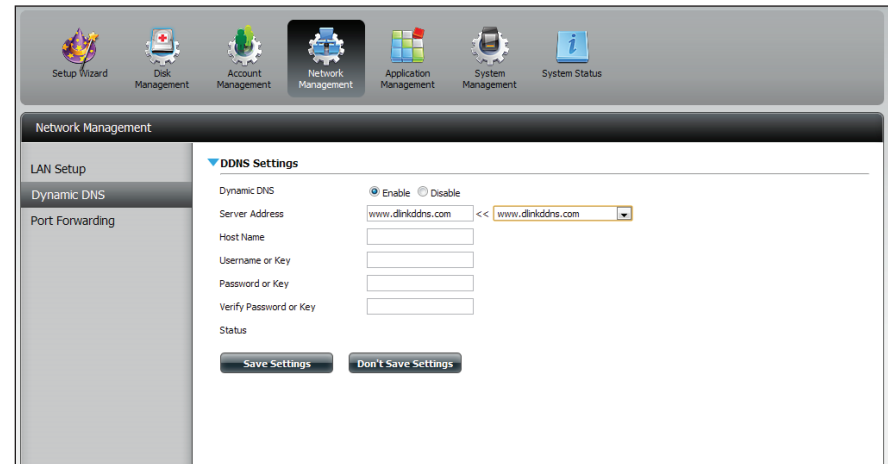 Setup Wizard
Disk
Management
Account
Management
Network
Management
Application
Management
System
Management
System Status
Network Management
LAN Setup
Dynamic DNS
Port Forwarding
DDNS Settings
Dynamic DNS Enable Disable
Server Address www.dlinkddns.com << www.dlinkddns.com
Host Name
Username or Key
Password or Key
Verify Password or Key
Status
Save Settings Don't Save Settings